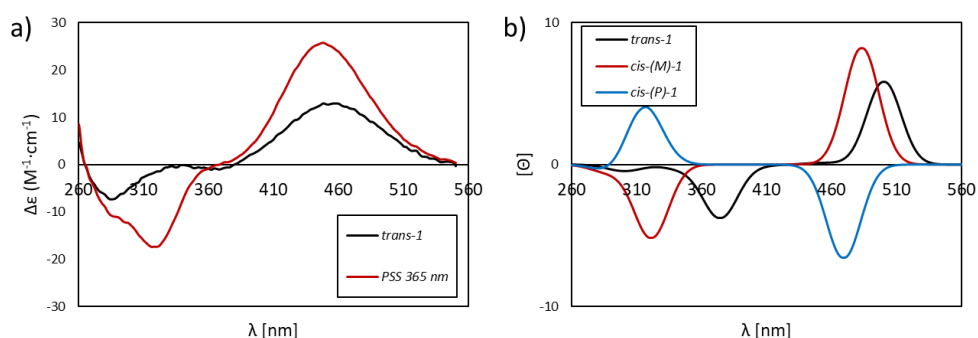 a)
30
20
10
0
-10
-20
-30
260
310
360
410
460
510
560
Δε (M⁻¹·cm⁻¹)
λ [nm]
trans-1
PSS 365 nm
b)
10
0
-10
260
310
360
410
460
510
560
[Θ]
λ [nm]
trans-1
cis-(M)-1
cis-(P)-1